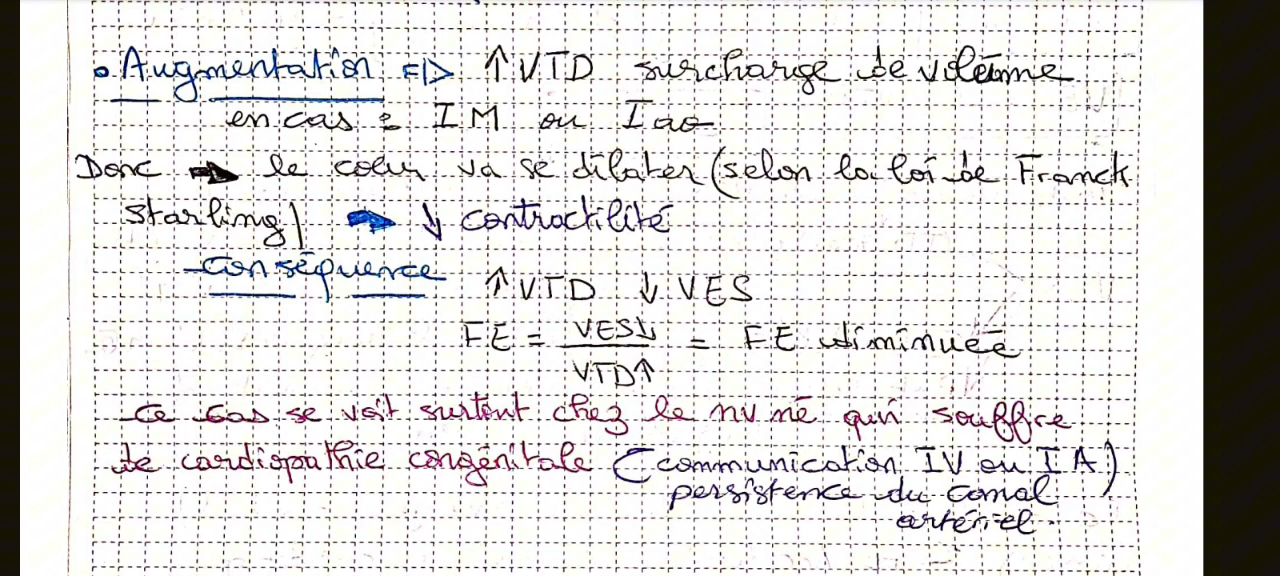 • Augmentation => ↑ VTD surcharge de volume
en cas : IM ou Iao
Donc → le cœur va se dilater (selon la loi de Franck
Starling) → ↓ contractilité
Conséquence ↑ VTD ↓ VES
FE = VES↓ / VTD↑ = FE diminuée
Ce cas se voit surtout chez le nv né qui souffre
de cardiopathie congénitale (communication IV ou IA)
persistence du canal
artériel.